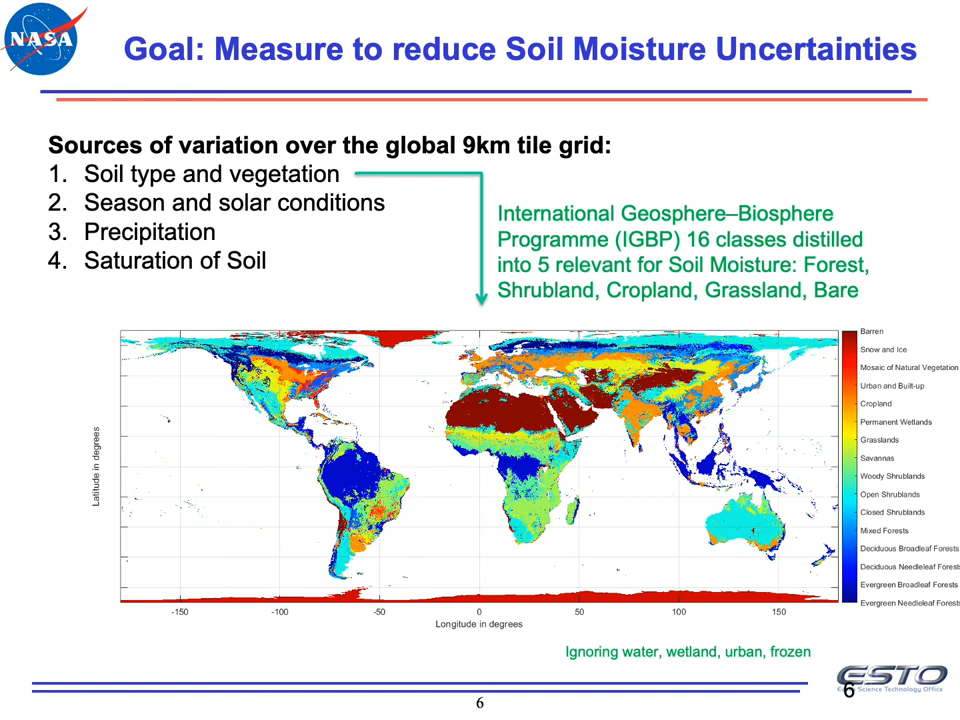 NASA
Goal: Measure to reduce Soil Moisture Uncertainties
Sources of variation over the global 9km tile grid:
1. Soil type and vegetation
2. Season and solar conditions
3. Precipitation
4. Saturation of Soil
International Geosphere–Biosphere
Programme (IGBP) 16 classes distilled
into 5 relevant for Soil Moisture: Forest,
Shrubland, Cropland, Grassland, Bare
Latitude in degrees
Barren
Snow and Ice
Mosaic of Natural Vegetation
Urban and Built-up
Cropland
Permanent Wetlands
Grasslands
Savannas
Woody Shrublands
Open Shrublands
Closed Shrublands
Mixed Forests
Deciduous Broadleaf Forests
Deciduous Needleleaf Forests
Evergreen Broadleaf Forests
Evergreen Needleleaf Forests
-150 -100 -50 0 50 100 150
Longitude in degrees
Ignoring water, wetland, urban, frozen
ESTO
Science Technology Office
6
6